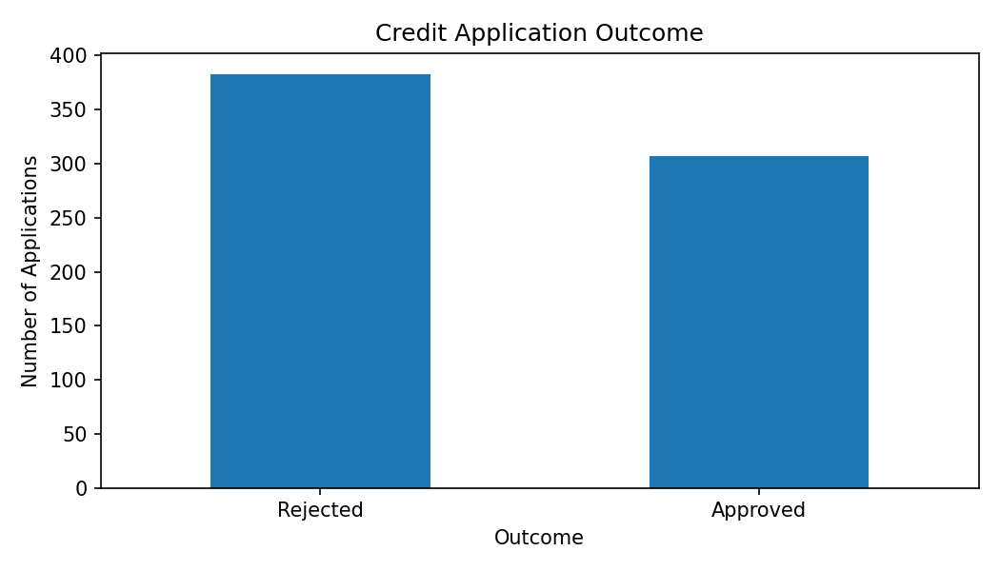 Credit Application Outcome
400
350
300
250
200
150
100
50
0
Number of Applications
Rejected
Approved
Outcome